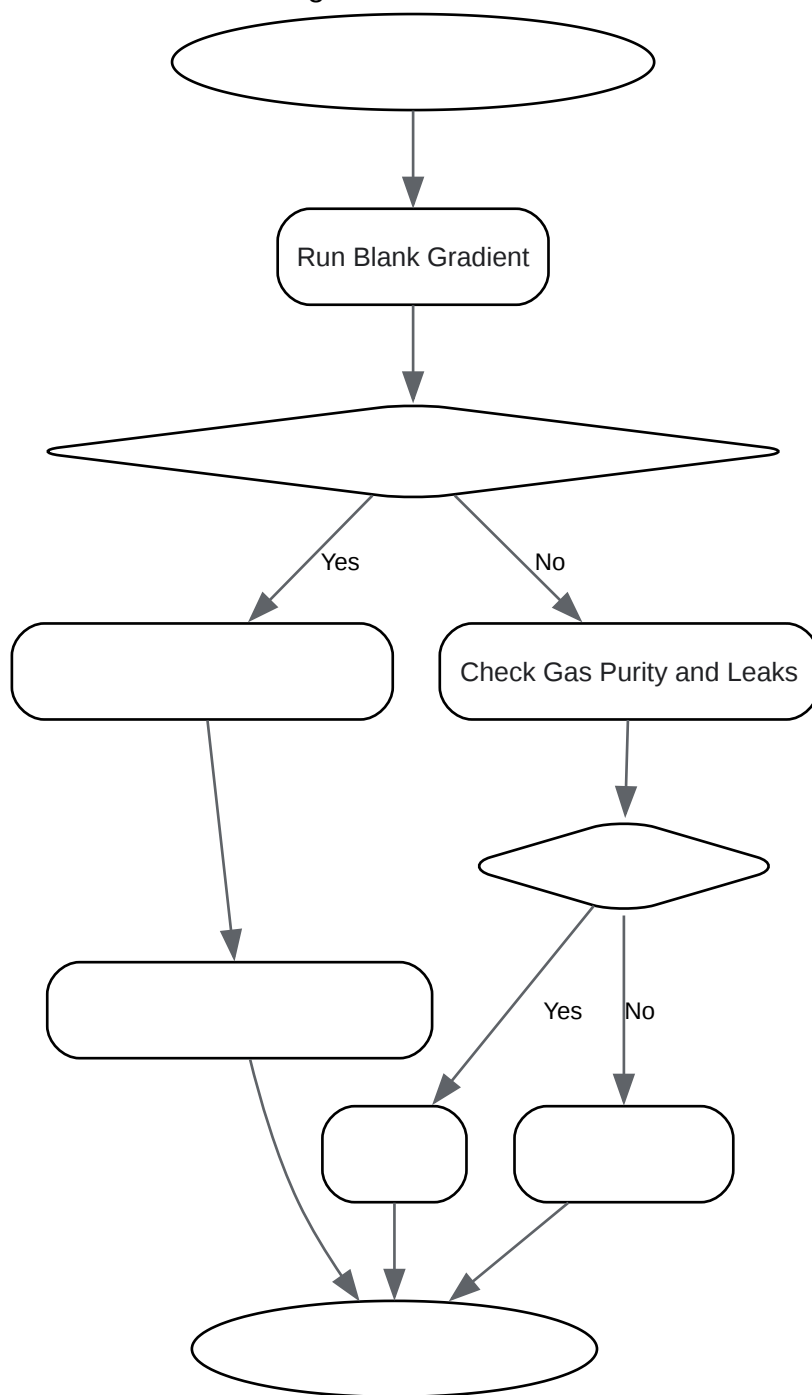 Run Blank Gradient
Yes
No
Check Gas Purity and Leaks
Yes
No